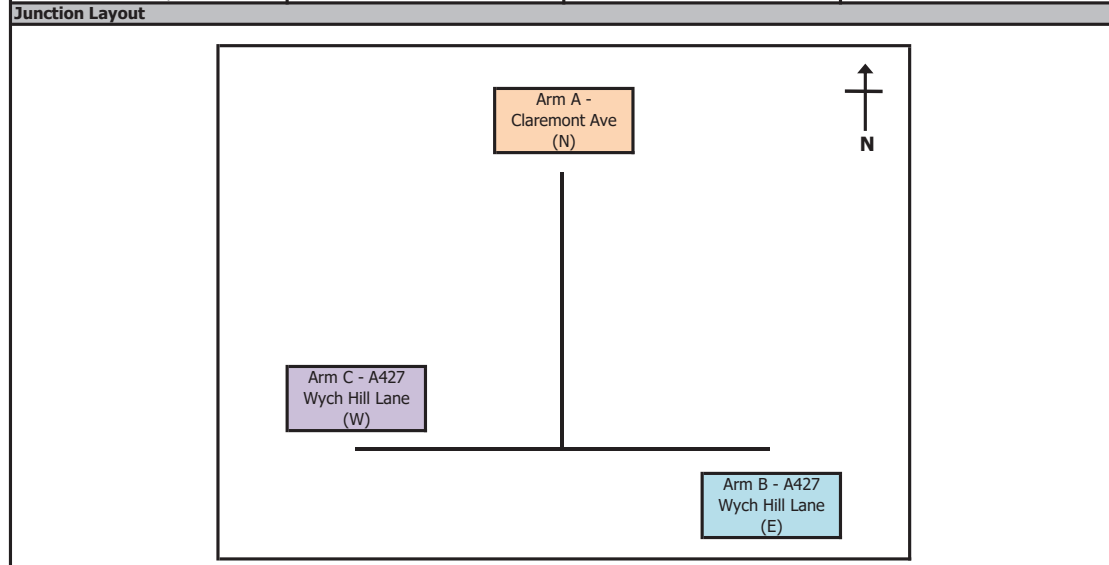 Junction Layout
Arm A -
Claremont Ave
(N)
N
Arm C - A427
Wych Hill Lane
(W)
Arm B - A427
Wych Hill Lane
(E)